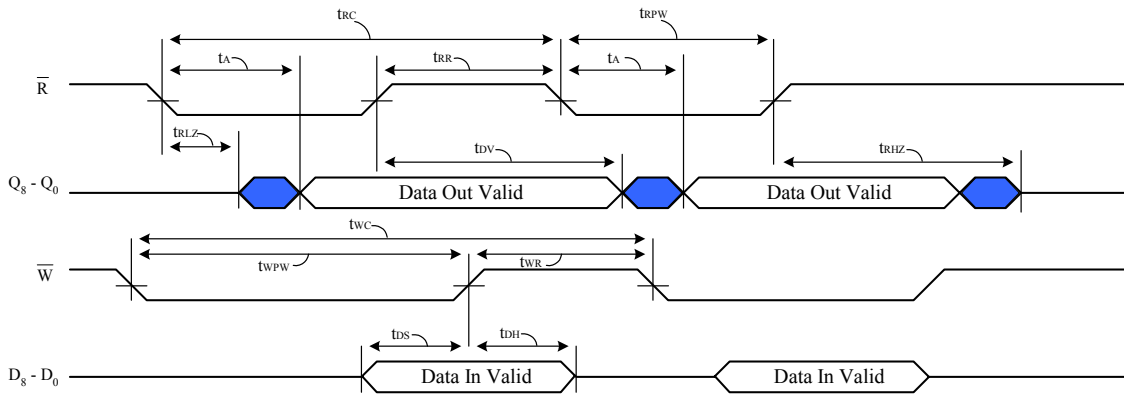 tRC
tRPW
tA
tRR
tA
R̅
tRLZ
tDV
tRHZ
Q8 - Q0
Data Out Valid
Data Out Valid
tWC
tWPW
tWR
W̅
tDS
tDH
D8 - D0
Data In Valid
Data In Valid